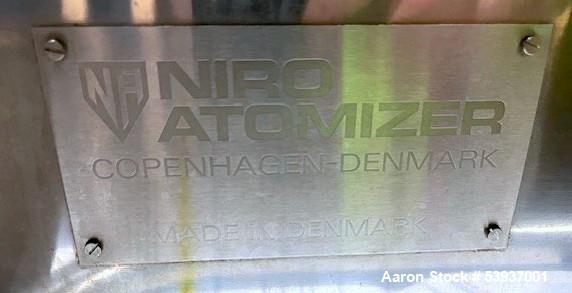 NA NIRO
ATOMIZER
COPENHAGEN-DENMARK
MADE IN DENMARK
Aaron Stock # 53937001